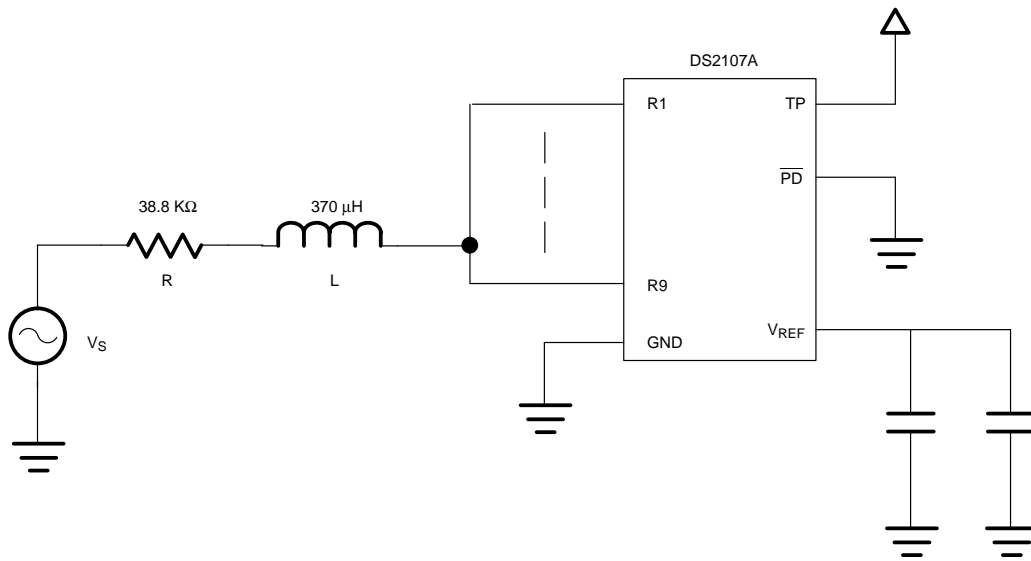 DS2107A
R1
TP
PD
38.8 KΩ
370 μH
R
L
R9
VREF
GND
VS